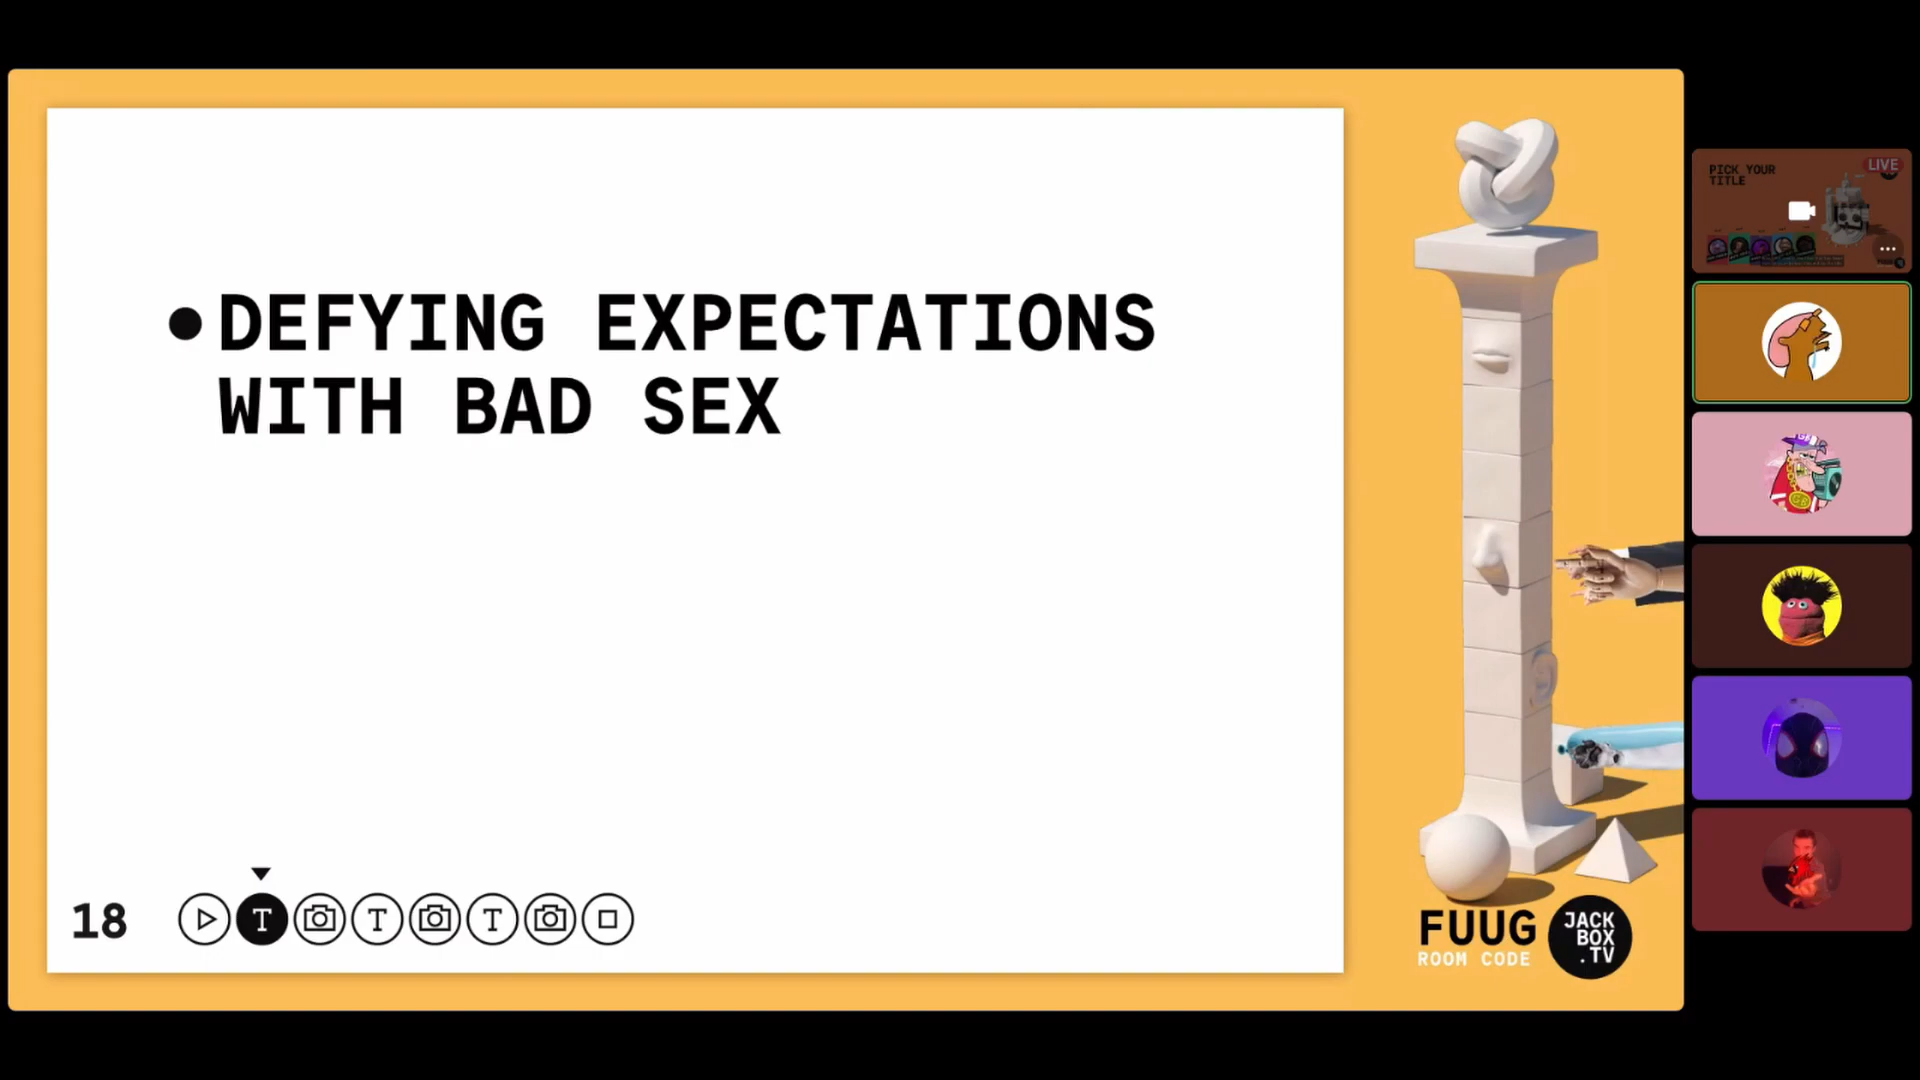 ● DEFYING EXPECTATIONS
WITH BAD SEX
18
T
T
T
FUUG
ROOM CODE
JACK
BOX
.TV
PICK YOUR
TITLE
LIVE